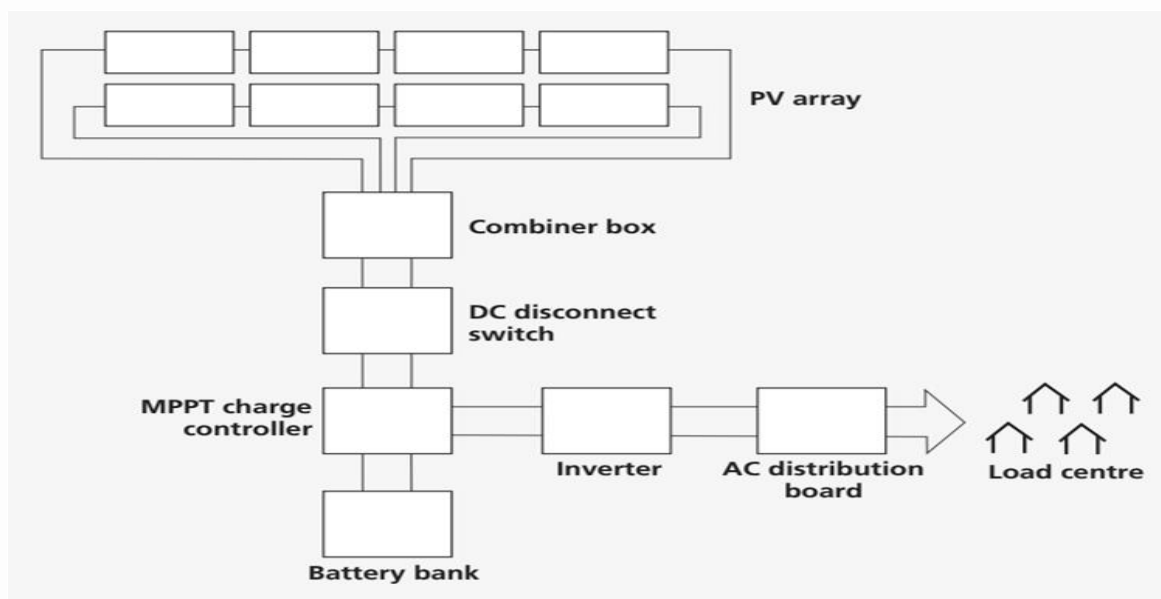 PV array
Combiner box
DC disconnect
switch
MPPT charge
controller
Inverter
AC distribution
board
Load centre
Battery bank